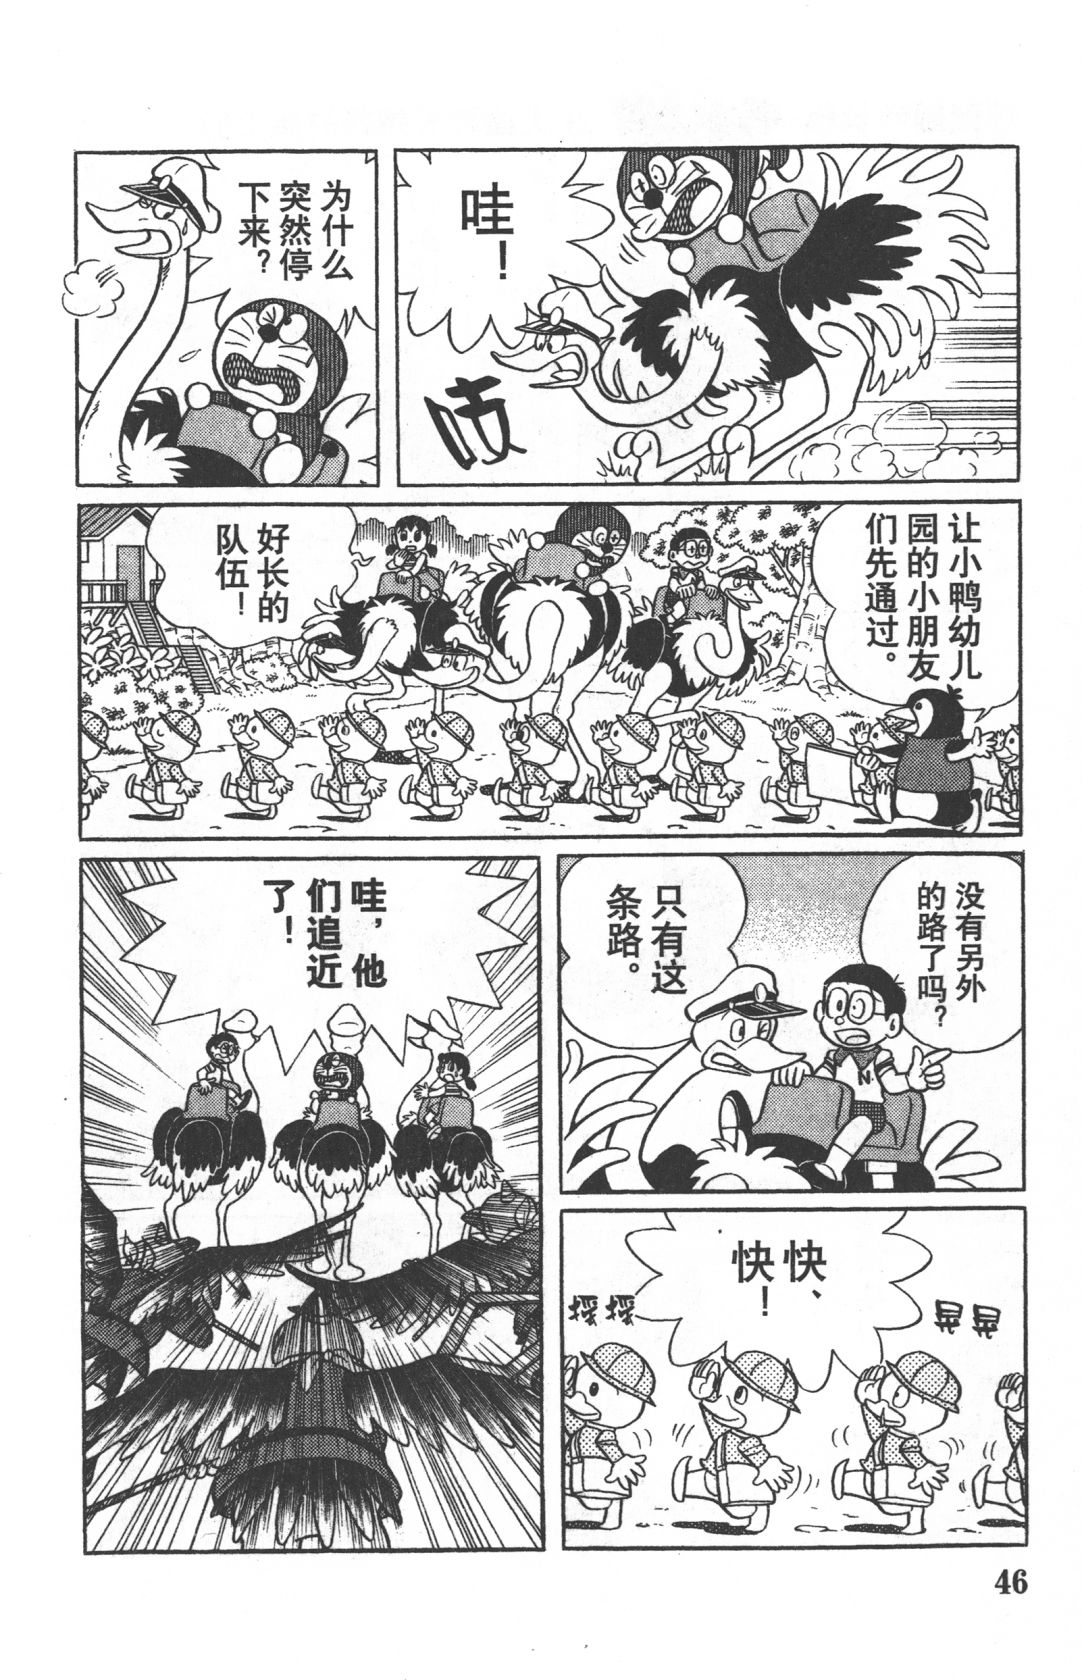 哇！
吱
为什么
突然停
下来？
让小鸭幼儿
园的小朋友
们先通过。
好长的
队伍！
没有另外
的路了吗？
只有这
条路。
N
快、
快！
晃晃
摇摇
哇，他
们追近
了！
46